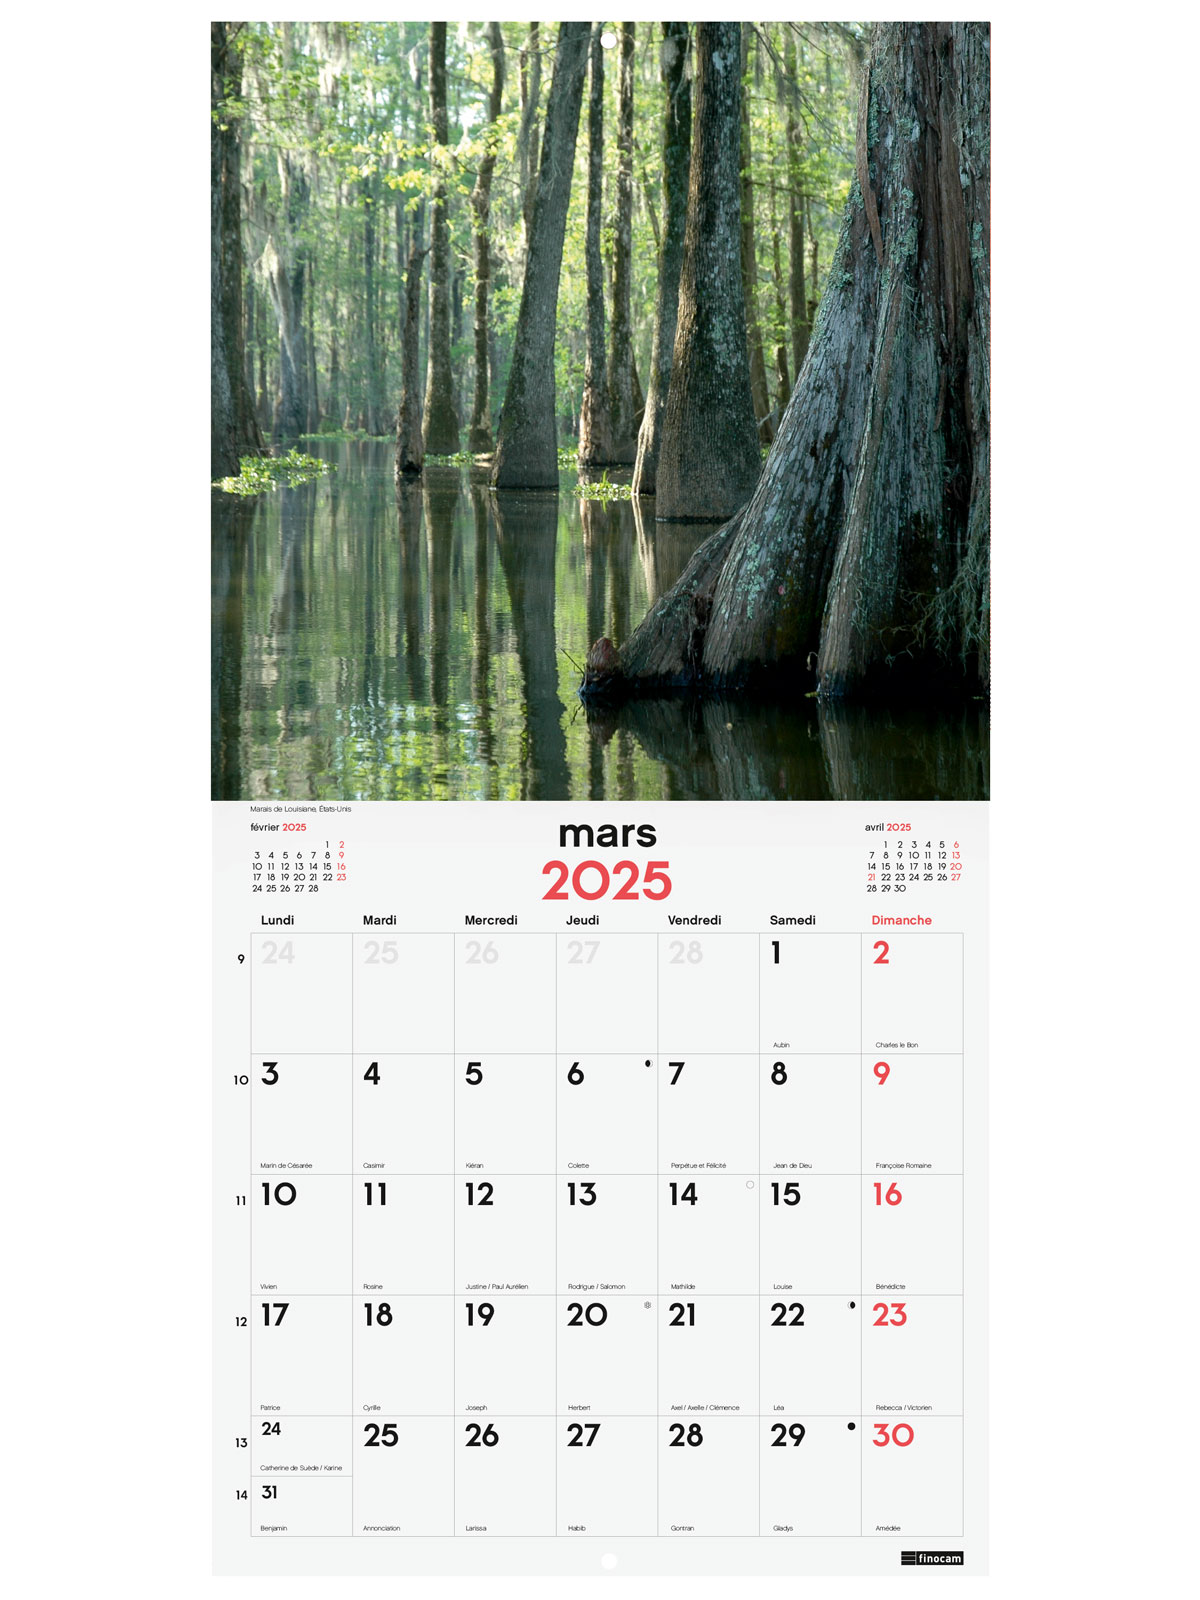 Marais de Louisiane, États-Unis
février 2025
1 2
3 4 5 6 7 8 9
10 11 12 13 14 15 16
17 18 19 20 21 22 23
24 25 26 27 28
mars
2025
avril 2025
1 2 3 4 5 6
7 8 9 10 11 12 13
14 15 16 17 18 19 20
21 22 23 24 25 26 27
28 29 30
Lundi Mardi Mercredi Jeudi Vendredi Samedi Dimanche
9 24 25 26 27 28 1 2
Aubin Charles le Bon
10 3 4 5 6 7 8 9
Marin de Césarée Casimir Kiéran Colette Perpétue et Félicité Jean de Dieu Françoise Romaine
11 10 11 12 13 14 15 16
Vivien Rosine Justine / Paul Aurélien Rodrigue / Salomon Mathilde Louise Bénédicte
12 17 18 19 20 21 22 23
Patrice Cyrille Joseph Herbert Axel / Axelle / Clémence Léa Rebecca / Victorien
13 24 25 26 27 28 29 30
Catherine de Suède / Karine
14 31
Benjamin Annonciation Larissa Habib Gontran Gladys Amédée
finocam